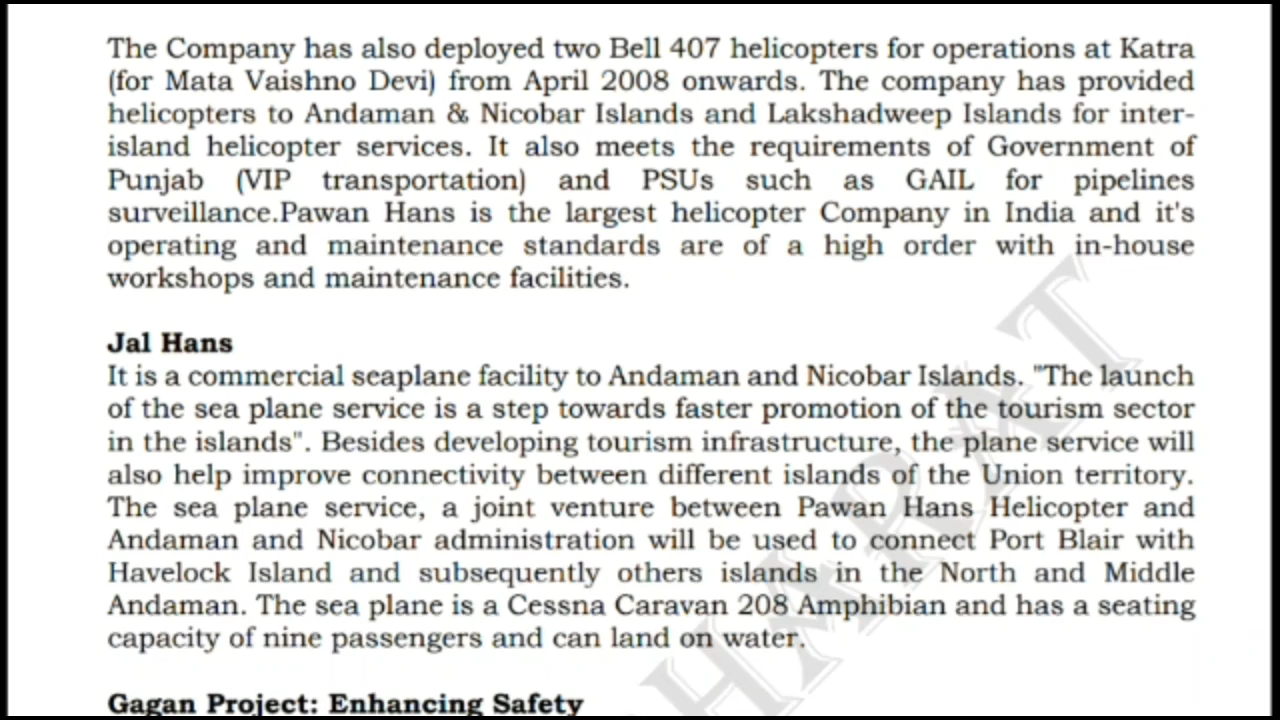 The Company has also deployed two Bell 407 helicopters for operations at Katra
(for Mata Vaishno Devi) from April 2008 onwards. The company has provided
helicopters to Andaman & Nicobar Islands and Lakshadweep Islands for inter-
island helicopter services. It also meets the requirements of Government of
Punjab (VIP transportation) and PSUs such as GAIL for pipelines
surveillance.Pawan Hans is the largest helicopter Company in India and it's
operating and maintenance standards are of a high order with in-house
workshops and maintenance facilities.
Jal Hans
It is a commercial seaplane facility to Andaman and Nicobar Islands. "The launch
of the sea plane service is a step towards faster promotion of the tourism sector
in the islands". Besides developing tourism infrastructure, the plane service will
also help improve connectivity between different islands of the Union territory.
The sea plane service, a joint venture between Pawan Hans Helicopter and
Andaman and Nicobar administration will be used to connect Port Blair with
Havelock Island and subsequently others islands in the North and Middle
Andaman. The sea plane is a Cessna Caravan 208 Amphibian and has a seating
capacity of nine passengers and can land on water.
Gagan Project: Enhancing Safety